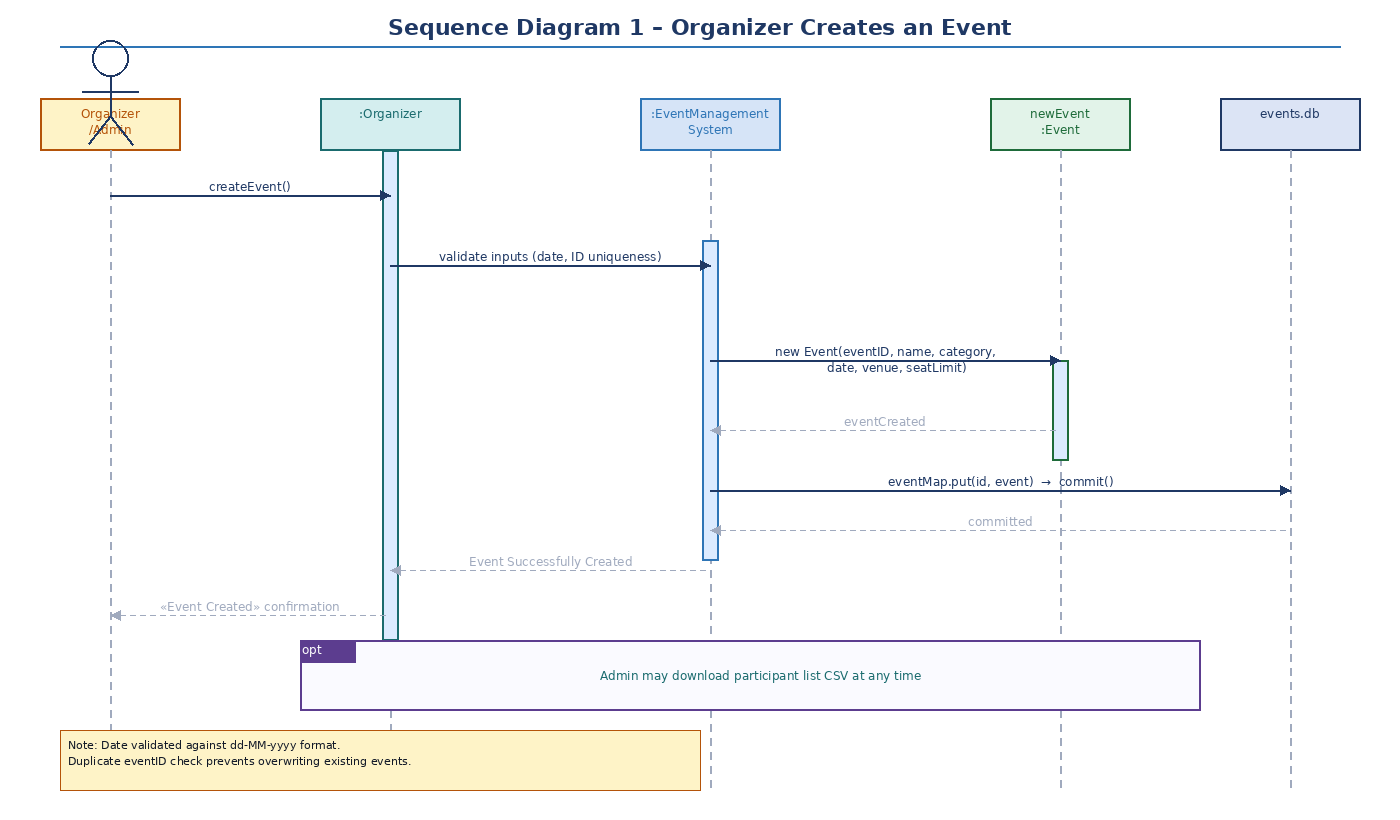 Sequence Diagram 1 – Organizer Creates an Event
Organizer
/Admin
:Organizer
:EventManagement
System
newEvent
:Event
events.db
createEvent()
validate inputs (date, ID uniqueness)
new Event(eventID, name, category,
date, venue, seatLimit)
eventCreated
eventMap.put(id, event) → commit()
committed
Event Successfully Created
«Event Created» confirmation
opt
Admin may download participant list CSV at any time
Note: Date validated against dd-MM-yyyy format.
Duplicate eventID check prevents overwriting existing events.